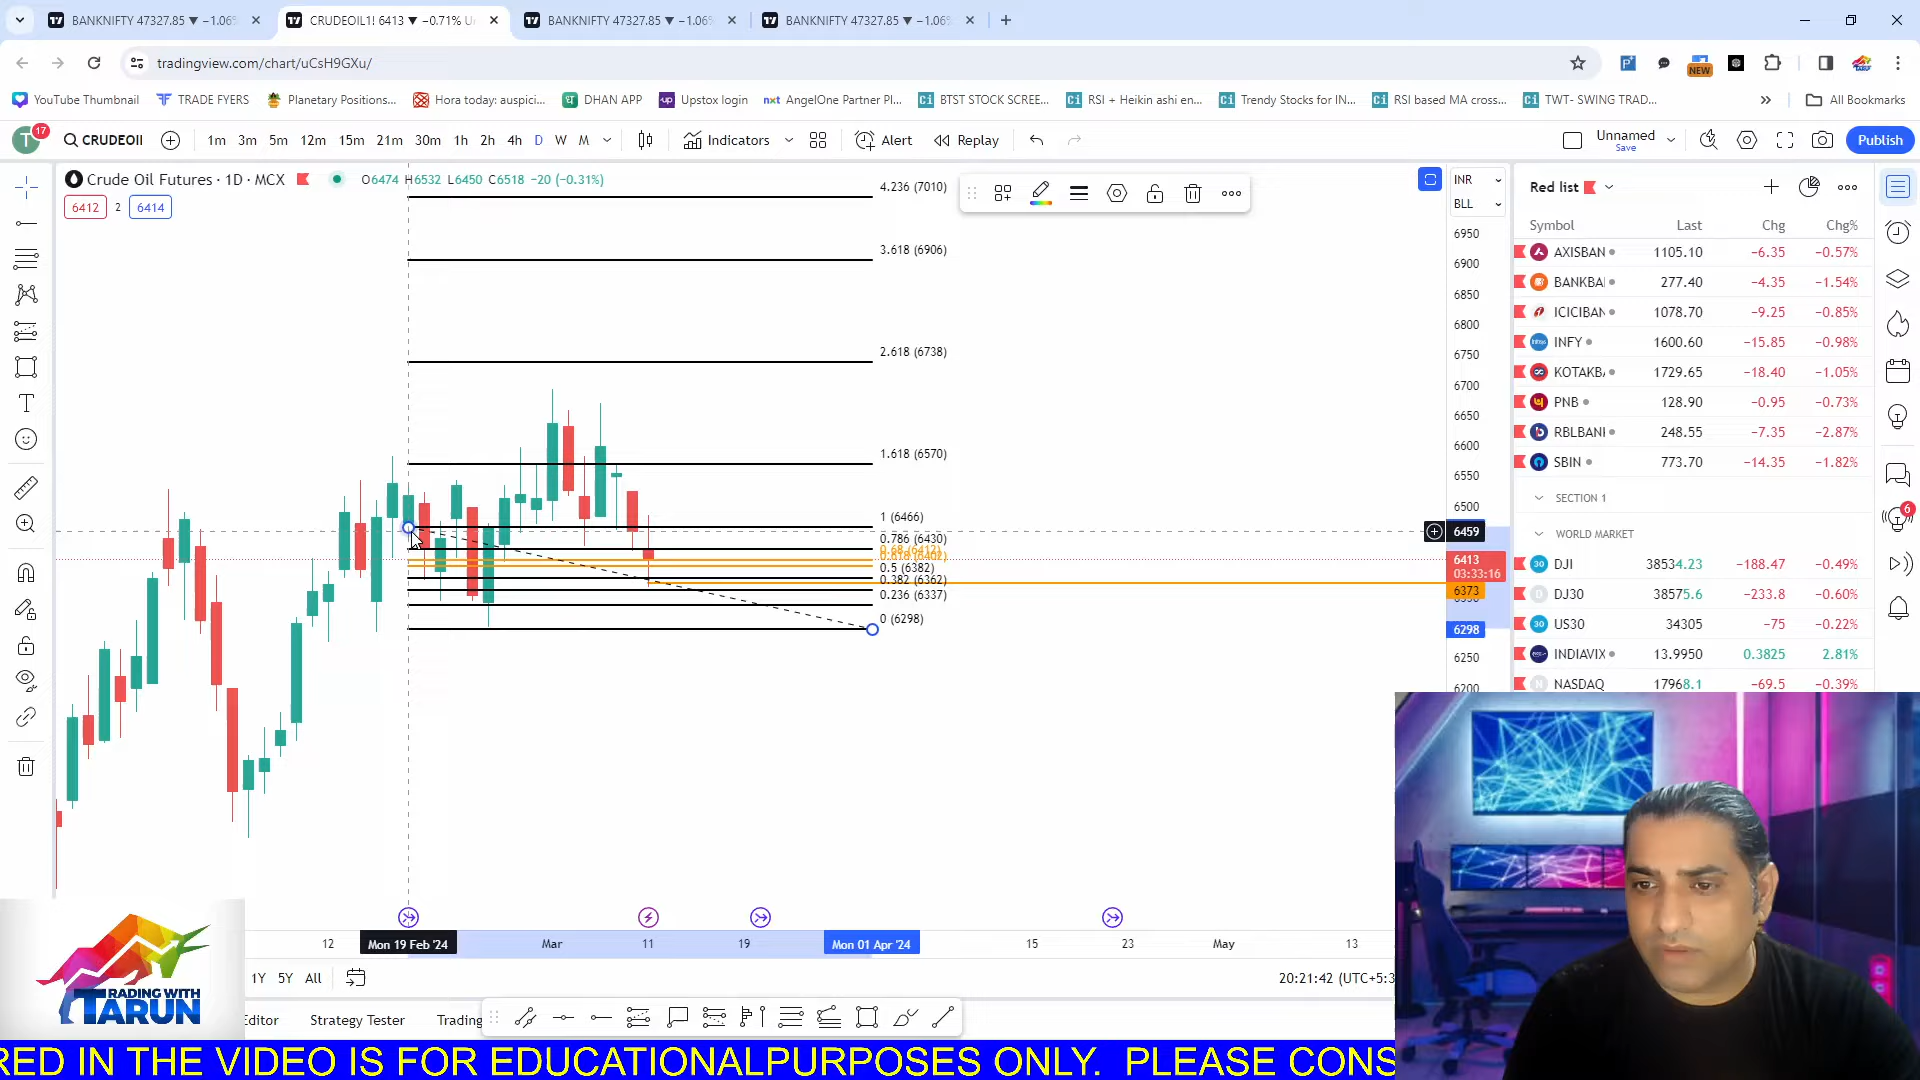 BANKNIFTY 47327.85 ▼ −1.06%
CRUDEOIL1! 6413 ▼ −0.71% U
BANKNIFTY 47327.85 ▼ −1.06%
BANKNIFTY 47327.85 ▼ −1.06%
tradingview.com/chart/uCsH9GXu/
NEW
YouTube Thumbnail
TRADE FYERS
Planetary Positions...
Hora today: auspici...
DHAN APP
Upstox login
AngelOne Partner Pl...
BTST STOCK SCREE...
RSI + Heikin ashi en...
Trendy Stocks for IN...
RSI based MA cross...
TWT- SWING TRAD...
All Bookmarks
17
CRUDEOIl
1m 3m 5m 12m 15m 21m 30m 1h 2h 4h D W M
Indicators
Alert
Replay
Unnamed
Save
Publish
Crude Oil Futures · 1D · MCX
O6474 H6532 L6450 C6518 −20 (−0.31%)
6412 2 6414
INR
BLL
4.236 (7010)
3.618 (6906)
2.618 (6738)
1.618 (6570)
1 (6466)
0.786 (6430)
0.5 (6382)
0.382 (6362)
0.236 (6337)
0 (6298)
6950
6900
6850
6800
6750
6700
6650
6600
6550
6500
6459
6413
03:33:16
6373
6298
6250
6200
Red list
Symbol Last Chg Chg%
AXISBAN 1105.10 −6.35 −0.57%
BANKBA 277.40 −4.35 −1.54%
ICICIBAN 1078.70 −9.25 −0.85%
INFY 1600.60 −15.85 −0.98%
KOTAKB 1729.65 −18.40 −1.05%
PNB 128.90 −0.95 −0.73%
RBLBANI 248.55 −7.35 −2.87%
SBIN 773.70 −14.35 −1.82%
SECTION 1
WORLD MARKET
DJI 38534.23 −188.47 −0.49%
DJ30 38575.6 −233.8 −0.60%
US30 34305 −75 −0.22%
INDIAVIX 13.9950 0.3825 2.81%
NASDAQ 17968.1 −69.5 −0.39%
6
12
Mon 19 Feb '24
Mar
11
19
Mon 01 Apr '24
15
23
May
13
1Y 5Y All
20:21:42 (UTC+5:3
Editor
Strategy Tester
Trading
TRADING WITH
TARUN
RED IN THE VIDEO IS FOR EDUCATIONALPURPOSES ONLY. PLEASE CONS